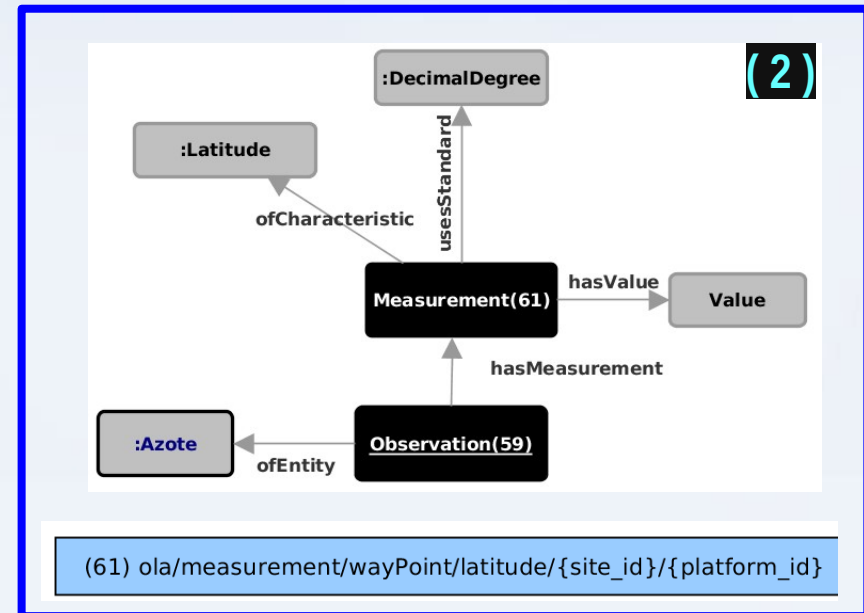 ( 2 )
:DecimalDegree
:Latitude
usesStandard
ofCharacteristic
hasValue
Measurement(61)
Value
hasMeasurement
:Azote
Observation(59)
ofEntity
(61) ola/measurement/wayPoint/latitude/{site_id}/{platform_id}